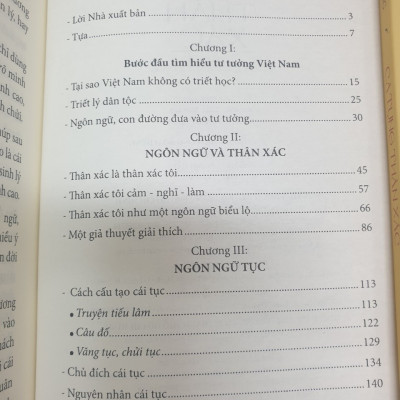 - Lời Nhà xuất bản 3
- Tựa 7
Chương I:
Bước đầu tìm hiểu tư tưởng Việt Nam
- Tại sao Việt Nam không có triết học? 15
- Triết lý dân tộc 25
- Ngôn ngữ, con đường đưa vào tư tưởng 30
Chương II:
NGÔN NGỮ VÀ THÂN XÁC
- Thân xác là thân xác tôi 45
- Thân xác tôi cảm - nghĩ - làm 57
- Thân xác tôi như một ngôn ngữ biểu lộ 66
- Một giả thuyết giải thích 86
Chương III:
NGÔN NGỮ TỤC
- Cách cấu tạo cái tục 113
• Truyện tiếu lâm 113
• Câu đố 122
• Văng tục, chửi tục 129
- Chủ đích cái tục 134
- Nguyên nhân cái tục 140